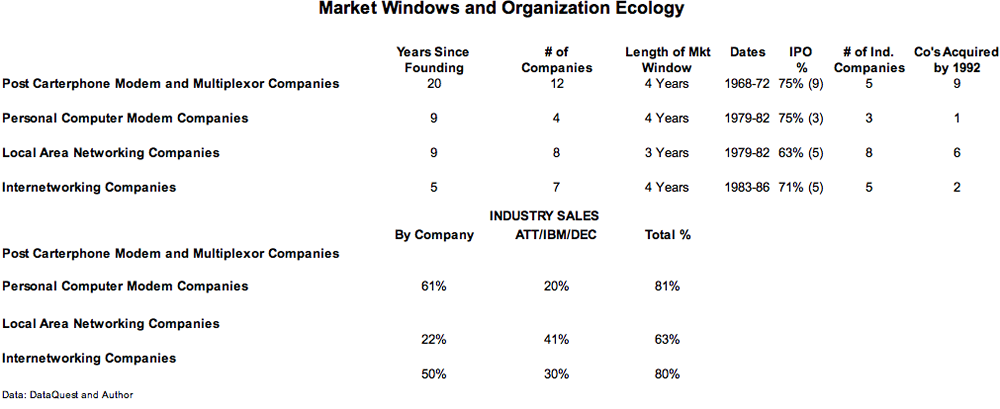 Market Windows and Organization Ecology
Years Since # of Length of Mkt Dates IPO # of Ind. Co's Acquired
Founding Companies Window % Companies by 1992
Post Carterphone Modem and Multiplexor Companies 20 12 4 Years 1968-72 75% (9) 5 9
Personal Computer Modem Companies 9 4 4 Years 1979-82 75% (3) 3 1
Local Area Networking Companies 9 8 3 Years 1979-82 63% (5) 8 6
Internetworking Companies 5 7 4 Years 1983-86 71% (5) 5 2
INDUSTRY SALES
By Company ATT/IBM/DEC Total %
Post Carterphone Modem and Multiplexor Companies
Personal Computer Modem Companies 61% 20% 81%
Local Area Networking Companies
22% 41% 63%
Internetworking Companies
50% 30% 80%
Data: DataQuest and Author